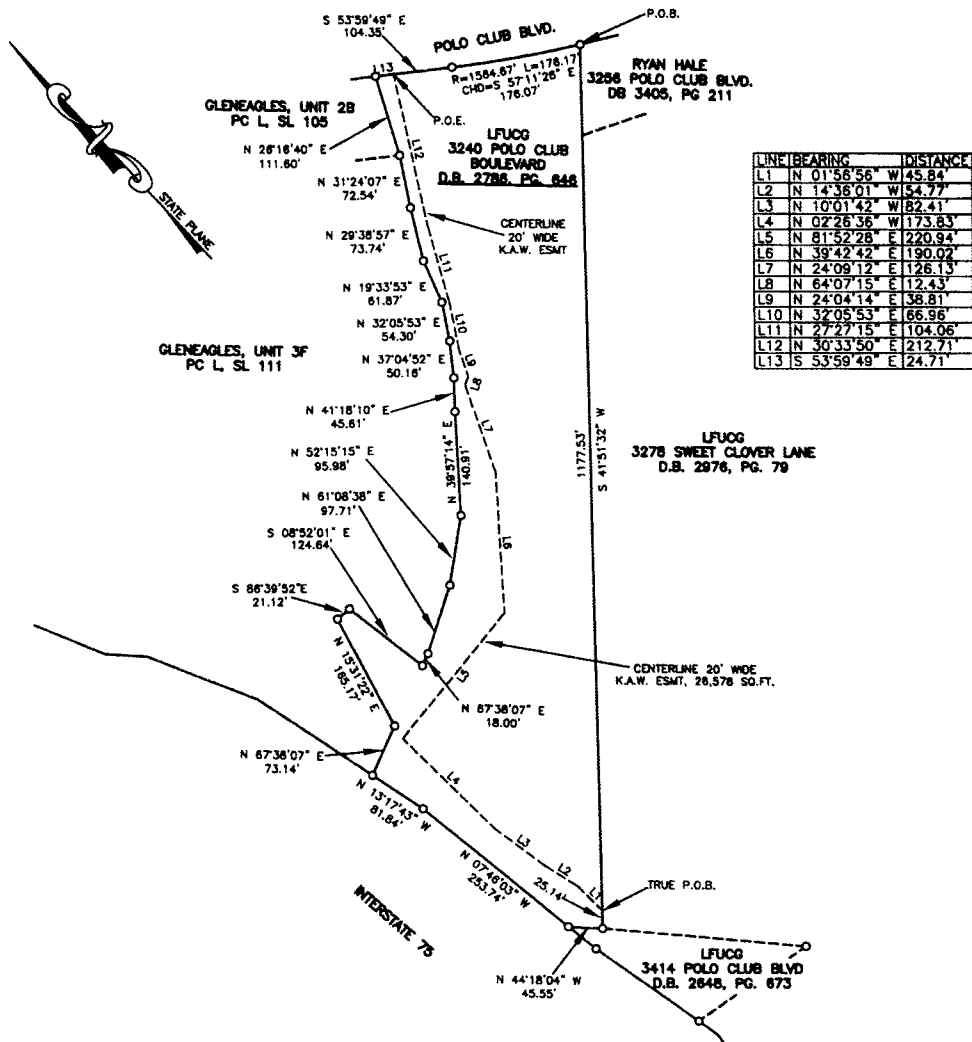 S 53°59'49" E
104.35'
POLO CLUB BLVD.
P.O.B.
L13
R=1564.67' L=176.17'
CHD=S 57°11'26" E
176.07'
RYAN HALE
3256 POLO CLUB BLVD.
DB 3405, PG 211
GLENEAGLES, UNIT 2B
PC L, SL 105
P.O.E.
N 26°16'40" E
111.60'
L12
LFUCG
3240 POLO CLUB
BOULEVARD
D.B. 2786, PG. 646
LINE BEARING DISTANCE
L1 N 01°56'56" W 45.84'
L2 N 14°36'01" W 54.77'
L3 N 10°01'42" W 82.41'
L4 N 02°26'36" W 173.83'
L5 N 81°52'28" E 220.94'
L6 N 39°42'42" E 190.02'
L7 N 24°09'12" E 126.13'
L8 N 64°07'15" E 12.43'
L9 N 24°04'14" E 38.81'
L10 N 32°05'53" E 66.96'
L11 N 27°27'15" E 104.06'
L12 N 30°33'50" E 212.71'
L13 S 53°59'49" E 24.71'
STATE PLANE
N 31°24'07" E
72.54'
CENTERLINE
20' WIDE
K.A.W. ESMT
N 29°38'57" E
73.74'
L11
N 19°33'53" E
61.87'
L10
N 32°05'53" E
54.30'
GLENEAGLES, UNIT 3F
PC L, SL 111
L9
N 37°04'52" E
50.16'
L8
N 41°18'10" E
45.61'
L7
N 39°57'14" E
140.91'
1177.53'
S 41°51'32" W
LFUCG
3278 SWEET CLOVER LANE
D.B. 2976, PG. 79
N 52°15'15" E
95.98'
N 61°08'38" E
97.71'
S 08°52'01" E
124.64'
L6
S 86°39'52"E
21.12'
N 15°31'22" E
165.17'
L5
CENTERLINE 20' WIDE
K.A.W. ESMT, 26,578 SQ.FT.
N 67°38'07" E
18.00'
N 67°36'07" E
73.14'
L4
N 13°17'43" W
81.84'
L3
L2
L1
N 07°46'03" W
253.74'
25.14'
TRUE P.O.B.
INTERSTATE 75
N 44°18'04" W
45.55'
LFUCG
3414 POLO CLUB BLVD
D.B. 2648, PG. 673